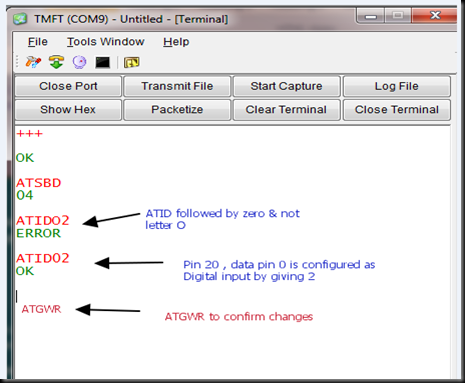 TMFT (COM9) - Untitled - [Terminal]
File Tools Window Help
Close Port Transmit File Start Capture Log File
Show Hex Packetize Clear Terminal Close Terminal
+++
OK
ATSBD
04
ATIDO2
ERROR
ATID followed by zero & not
letter O
ATID02
OK
Pin 20 , data pin 0 is configured as
Digital input by giving 2
ATGWR
ATGWR to confirm changes